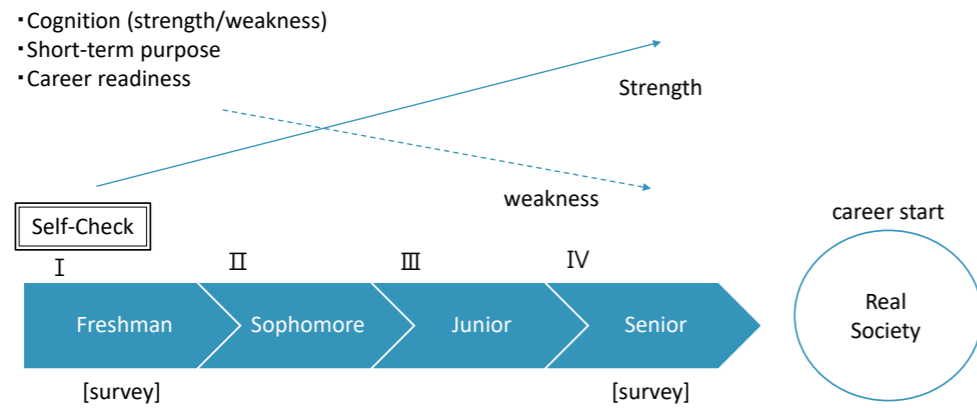 ・Cognition (strength/weakness)
・Short-term purpose
・Career readiness
Strength
weakness
Self-Check
career start
Ⅰ
Ⅱ
Ⅲ
Ⅳ
Freshman
Sophomore
Junior
Senior
Real
Society
[survey]
[survey]